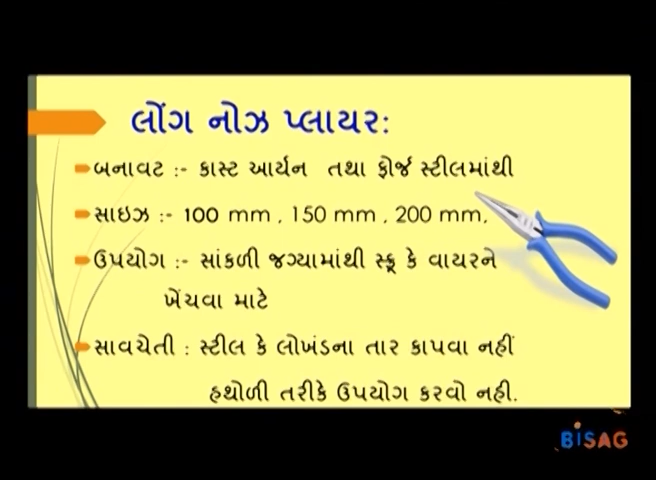 લોંગ નોઝ પ્લાયર:
બનાવટ :- કાસ્ટ આર્યન તથા ફોર્જ સ્ટીલમાંથી
સાઇઝ :- 100 mm , 150 mm , 200 mm,
ઉપયોગ :- સાંકળી જગ્યામાંથી સ્ક્રૂ કે વાયરને
ખેંચવા માટે
સાવચેતી : સ્ટીલ કે લોખંડના તાર કાપવા નહીં
હથોળી તરીકે ઉપયોગ કરવો નહી.
BISAG